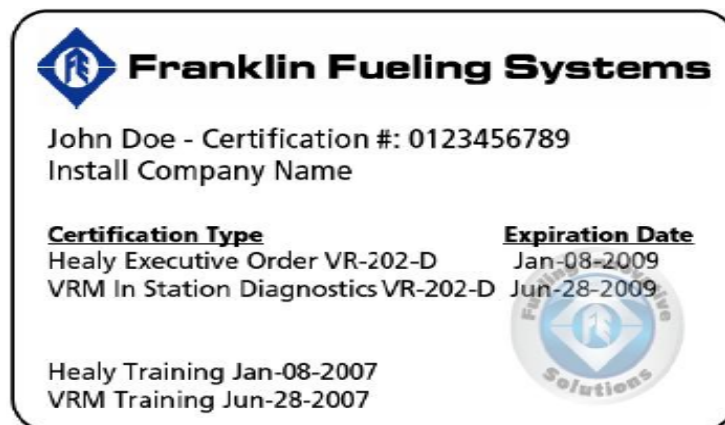 Franklin Fueling Systems
John Doe - Certification #: 0123456789
Install Company Name
Certification Type Expiration Date
Healy Executive Order VR-202-D Jan-08-2009
VRM In Station Diagnostics VR-202-D Jun-28-2009
Healy Training Jan-08-2007
VRM Training Jun-28-2007
Solutions